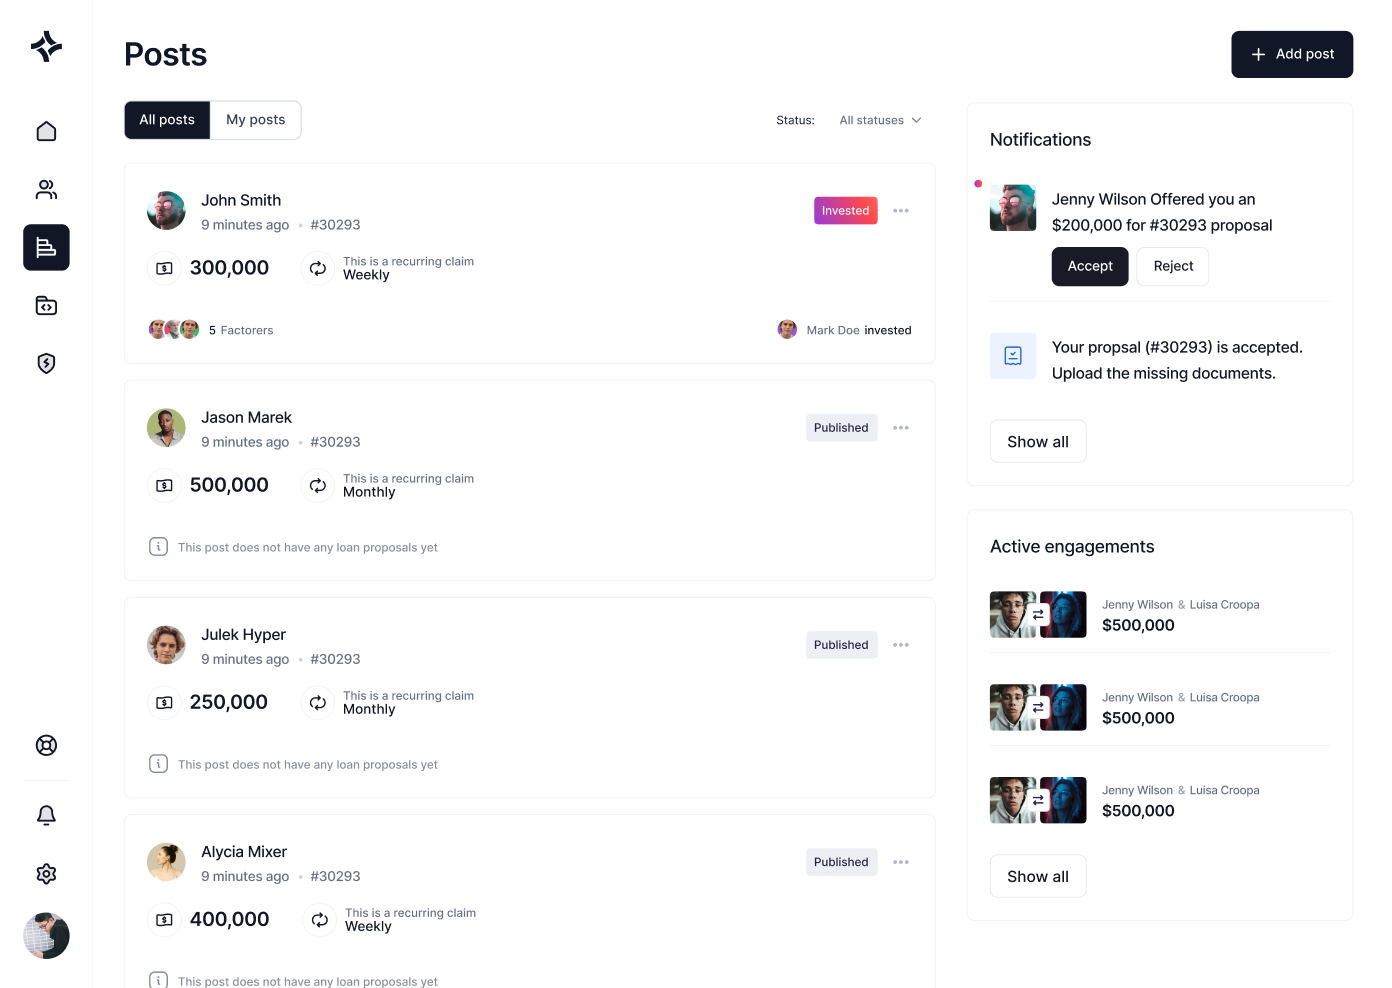 Posts
Add post
All posts
My posts
Status:
All statuses
John Smith
9 minutes ago • #30293
Invested
300,000
This is a recurring claim
Weekly
5 Factorers
Mark Doe invested
Jason Marek
9 minutes ago • #30293
Published
500,000
This is a recurring claim
Monthly
This post does not have any loan proposals yet
Julek Hyper
9 minutes ago • #30293
Published
250,000
This is a recurring claim
Monthly
This post does not have any loan proposals yet
Alycia Mixer
9 minutes ago • #30293
Published
400,000
This is a recurring claim
Weekly
This post does not have any loan proposals yet
Notifications
Jenny Wilson Offered you an
$200,000 for #30293 proposal
Accept
Reject
Your propsal (#30293) is accepted.
Upload the missing documents.
Show all
Active engagements
Jenny Wilson & Luisa Croopa
$500,000
Jenny Wilson & Luisa Croopa
$500,000
Jenny Wilson & Luisa Croopa
$500,000
Show all